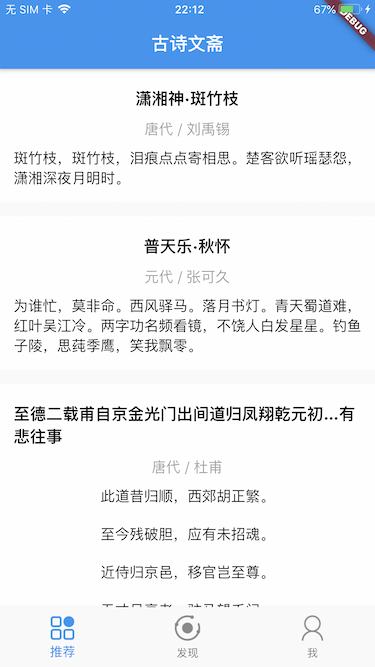 无 SIM 卡
22:12
67%
DEBUG
古诗文斋
潇湘神·斑竹枝
唐代 / 刘禹锡
斑竹枝，斑竹枝，泪痕点点寄相思。楚客欲听瑶瑟怨，
潇湘深夜月明时。
普天乐·秋怀
元代 / 张可久
为谁忙，莫非命。西风驿马。落月书灯。青天蜀道难，
红叶吴江冷。两字功名频看镜，不饶人白发星星。钓鱼
子陵，思莼季鹰，笑我飘零。
至德二载甫自京金光门出间道归凤翔乾元初...有
悲往事
唐代 / 杜甫
此道昔归顺，西郊胡正繁。
至今残破胆，应有未招魂。
近侍归京邑，移官岂至尊。
推荐
发现
我